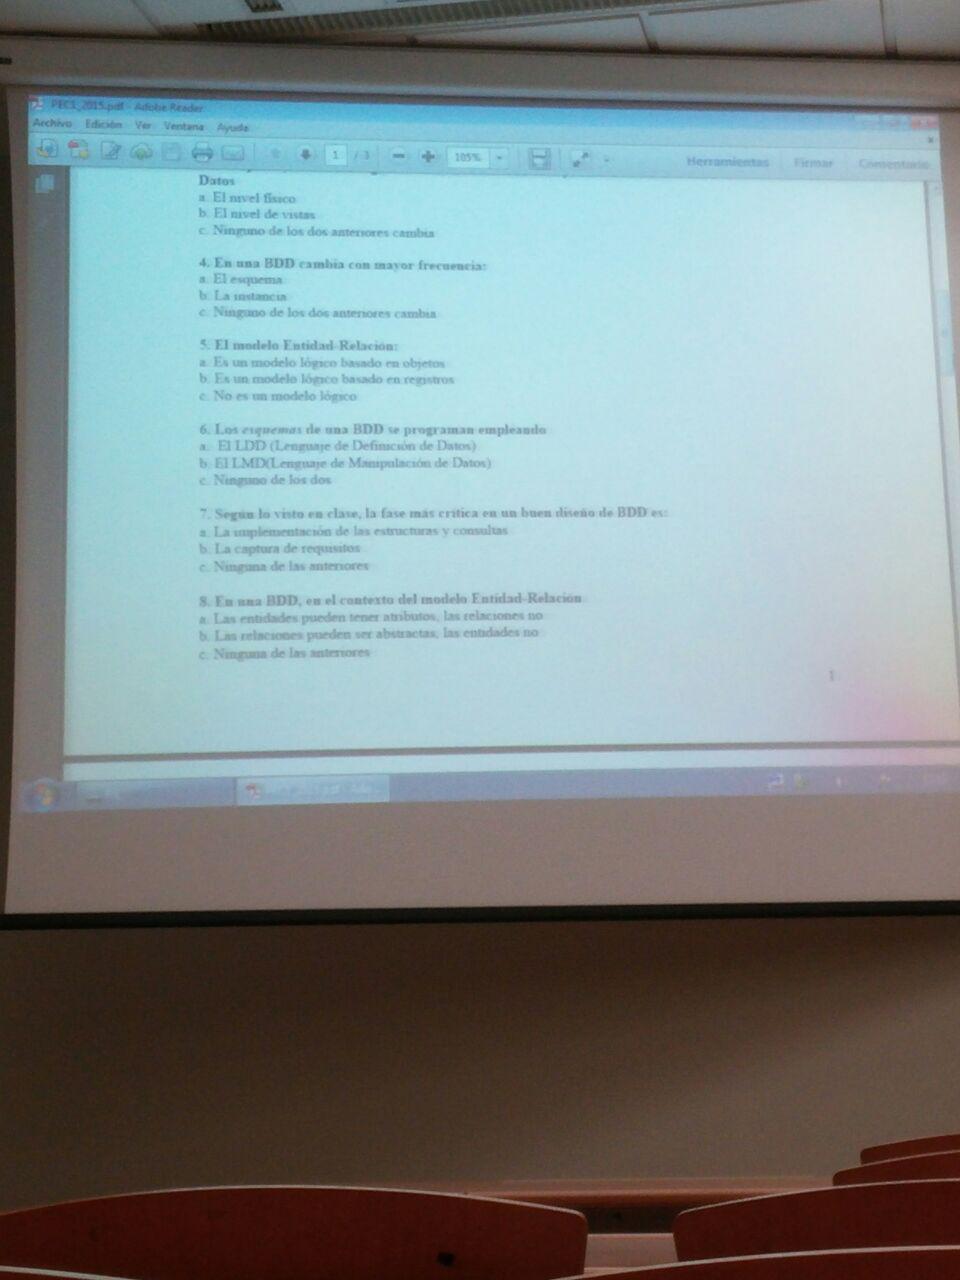 PEC1_2015.pdf - Adobe Reader
Archivo Edición Ver Ventana Ayuda
1 / 3 105% Herramientas Firmar Comentario
Datos
a. El nivel físico
b. El nivel de vistas
c. Ninguno de los dos anteriores cambia
4. En una BDD cambia con mayor frecuencia:
a. El esquema
b. La instancia
c. Ninguno de los dos anteriores cambia
5. El modelo Entidad-Relación:
a. Es un modelo lógico basado en objetos
b. Es un modelo lógico basado en registros
c. No es un modelo lógico
6. Los esquemas de una BDD se programan empleando
a. El LDD (Lenguaje de Definición de Datos)
b. El LMD(Lenguaje de Manipulación de Datos)
c. Ninguno de los dos
7. Según lo visto en clase, la fase más crítica en un buen diseño de BDD es:
a. La implementación de las estructuras y consultas
b. La captura de requisitos
c. Ninguna de las anteriores
8. En una BDD, en el contexto del modelo Entidad-Relación
a. Las entidades pueden tener atributos, las relaciones no
b. Las relaciones pueden ser abstractas, las entidades no
c. Ninguna de las anteriores
1